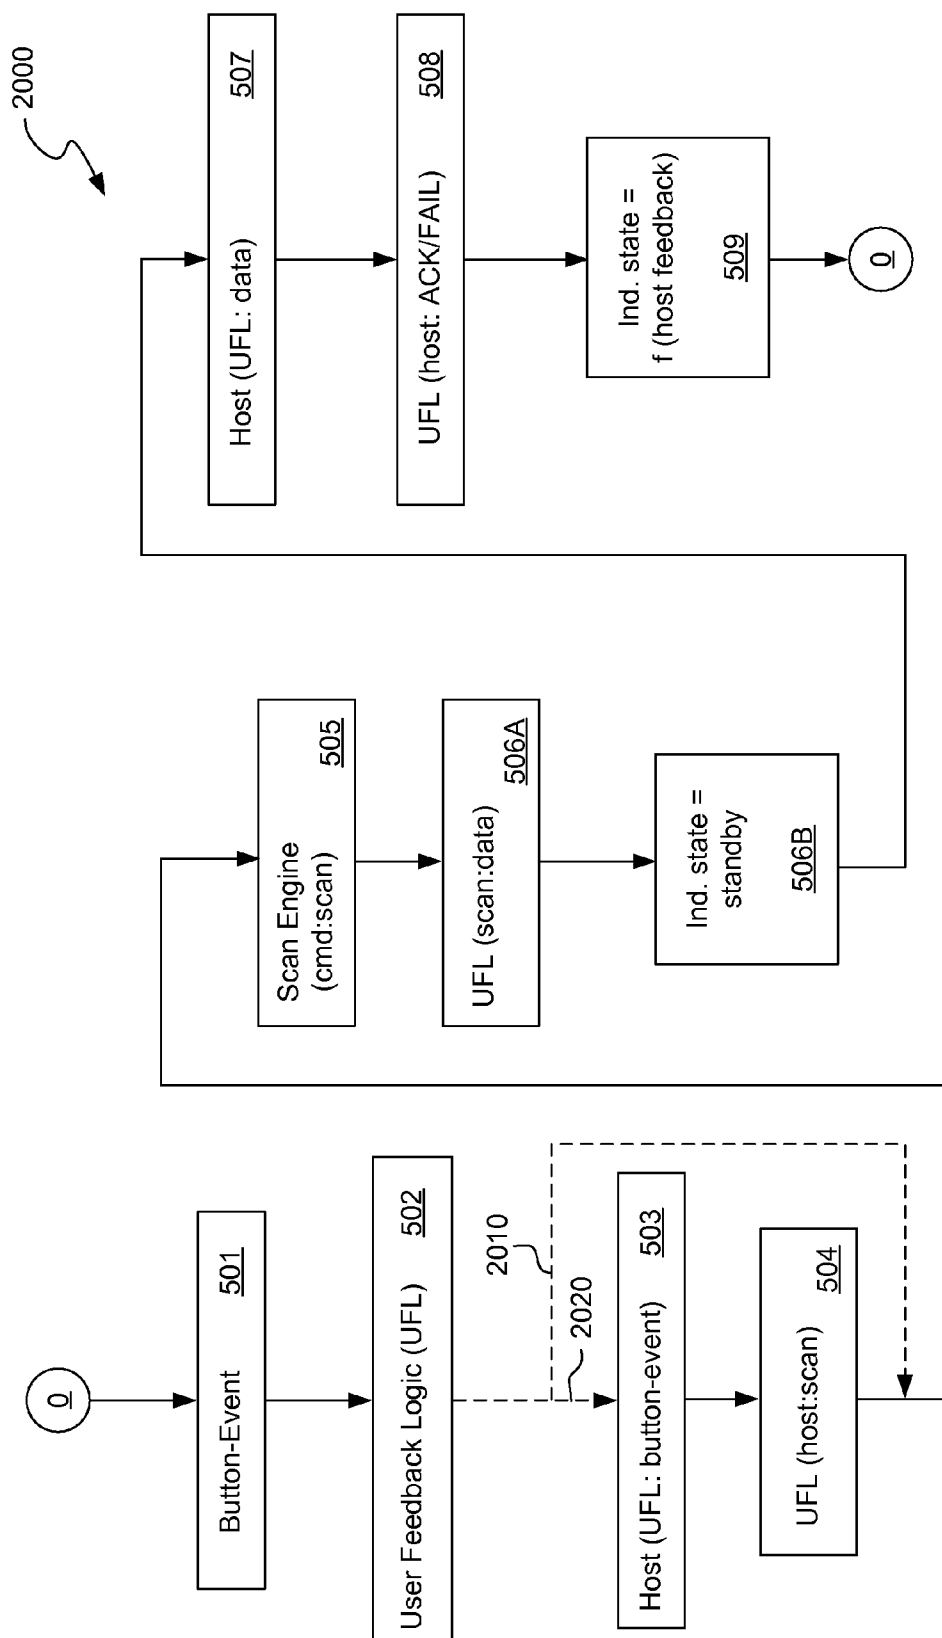 2000
0
Button-Event
501
User Feedback Logic (UFL)
502
2010
2020
Host (UFL: button-event)
503
UFL (host:scan)
504
Scan Engine
(cmd:scan)
505
UFL (scan:data)
506A
Ind. state =
standby
506B
Host (UFL: data)
507
UFL (host: ACK/FAIL)
508
Ind. state =
f (host feedback)
509
0